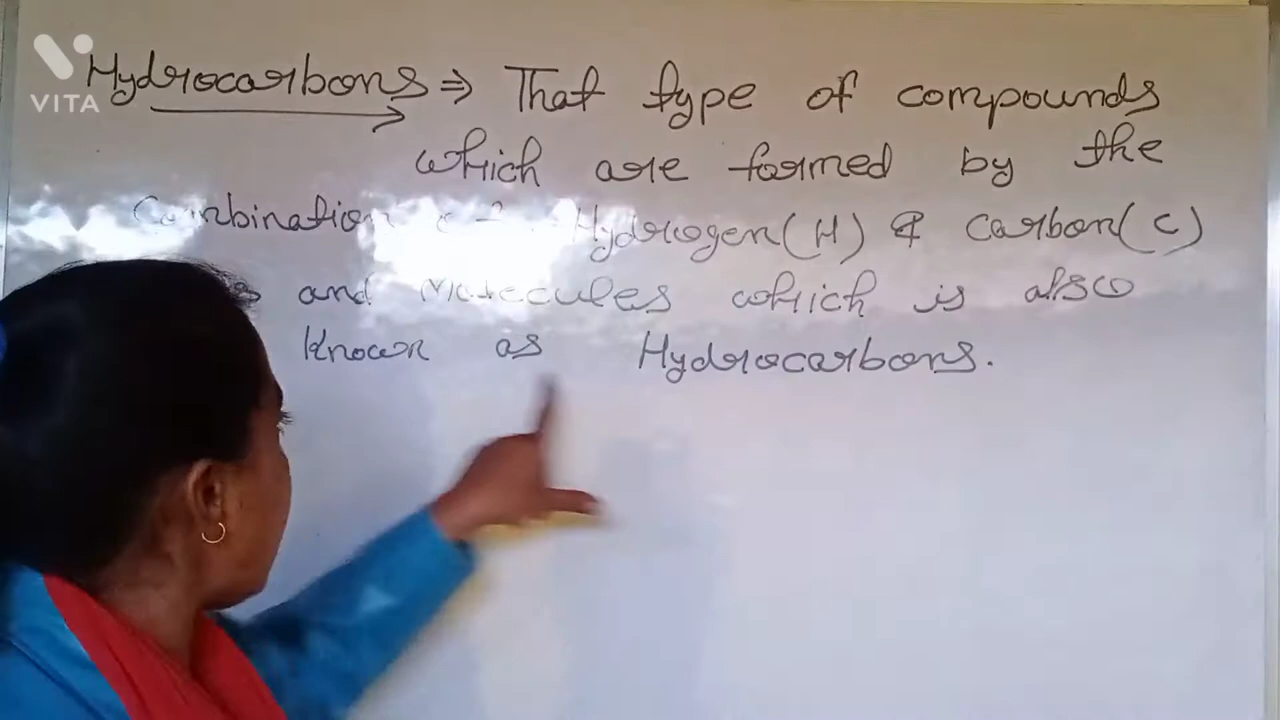 VITA
Hydrocarbons ⇒ That type of compounds
which are formed by the
Combination Hydrogen(H) & Carbon(C)
and Molecules which is also
known as Hydrocarbons.